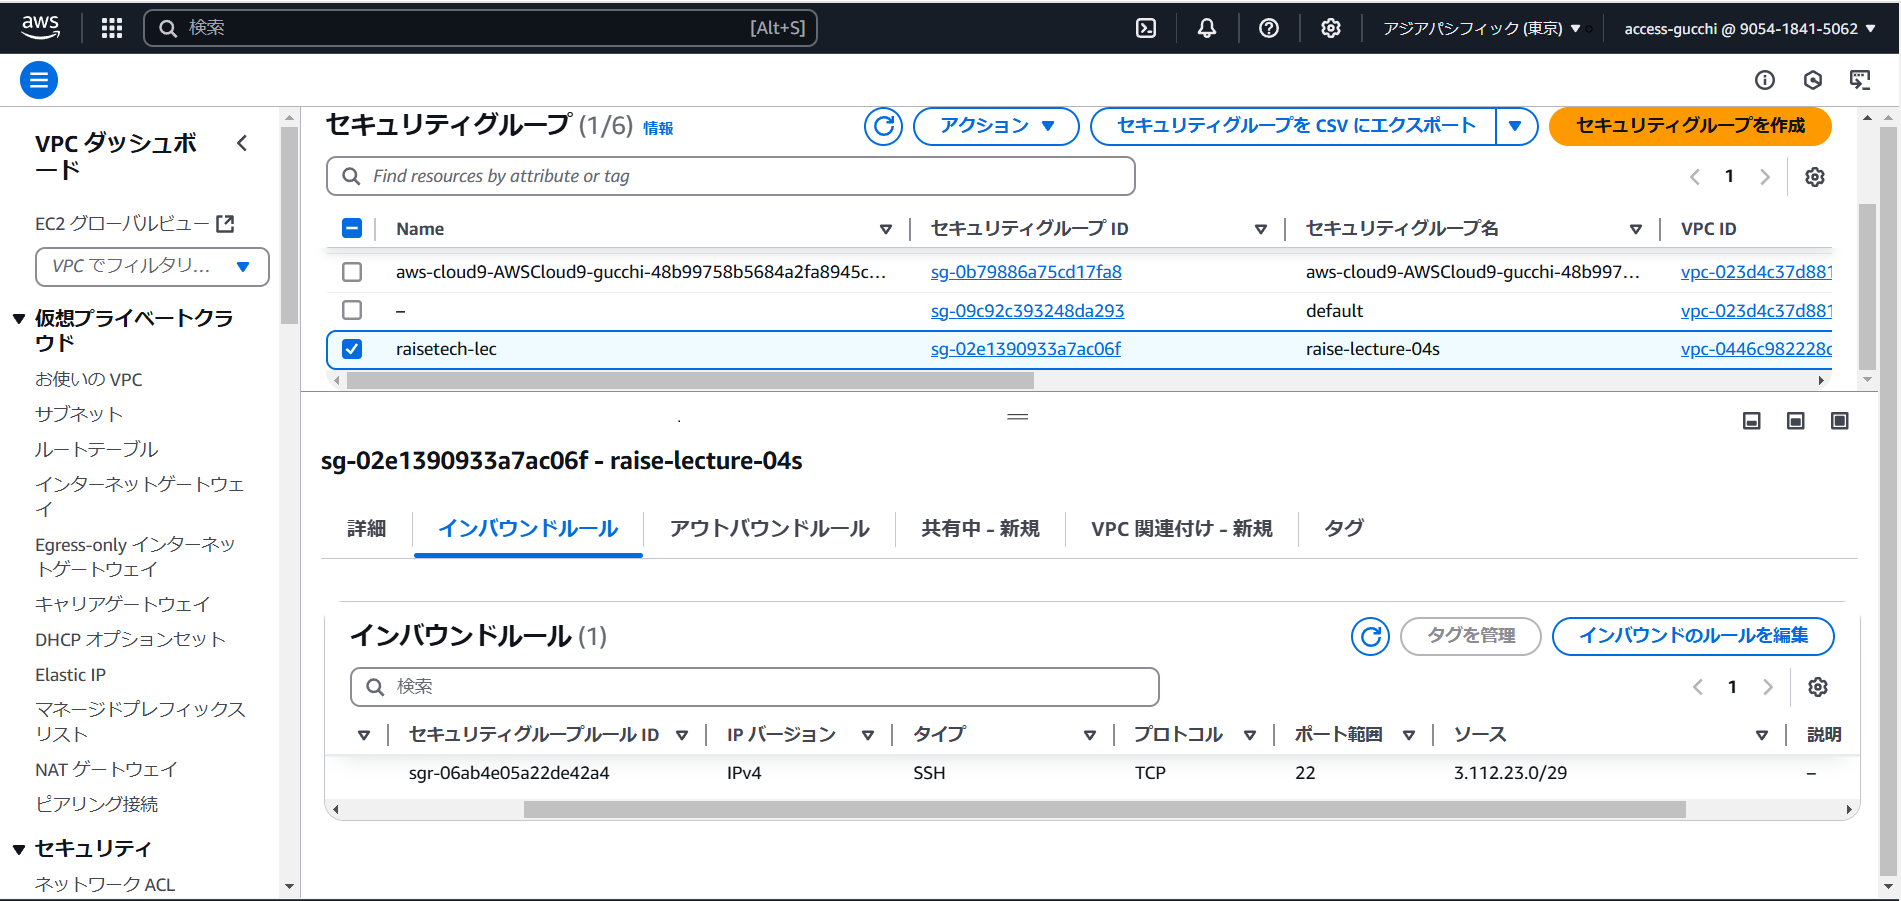 aws
検索
[Alt+S]
アジアパシフィック (東京) ▼
access-gucchi @ 9054-1841-5062 ▼
VPC ダッシュボ
ード
EC2 グローバルビュー
VPC でフィルタリ... ▼
▼ 仮想プライベートクラ
ウド
お使いの VPC
サブネット
ルートテーブル
インターネットゲートウェ
イ
Egress-only インターネッ
トゲートウェイ
キャリアゲートウェイ
DHCP オプションセット
Elastic IP
マネージドプレフィックス
リスト
NAT ゲートウェイ
ピアリング接続
▼ セキュリティ
ネットワーク ACL
セキュリティグループ (1/6) 情報
アクション ▼
セキュリティグループを CSV にエクスポート ▼
セキュリティグループを作成
Find resources by attribute or tag
1
Name
セキュリティグループ ID
セキュリティグループ名
VPC ID
aws-cloud9-AWSCloud9-gucchi-48b99758b5684a2fa8945c... sg-0b79886a75cd17fa8 aws-cloud9-AWSCloud9-gucchi-48b997... vpc-023d4c37d881
– sg-09c92c393248da293 default vpc-023d4c37d881
raisetech-lec sg-02e1390933a7ac06f raise-lecture-04s vpc-0446c982228c
sg-02e1390933a7ac06f - raise-lecture-04s
詳細
インバウンドルール
アウトバウンドルール
共有中 - 新規
VPC 関連付け - 新規
タグ
インバウンドルール (1)
タグを管理
インバウンドのルールを編集
検索
1
セキュリティグループルール ID
IP バージョン
タイプ
プロトコル
ポート範囲
ソース
説明
sgr-06ab4e05a22de42a4 IPv4 SSH TCP 22 3.112.23.0/29 –